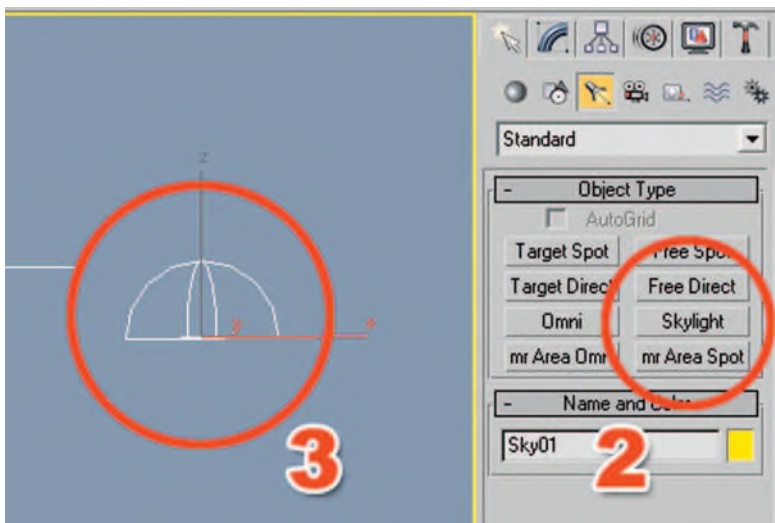 Standard
- Object Type
AutoGrid
Target Spot Free Spot
Target Direct Free Direct
Omni Skylight
mr Area Omni mr Area Spot
- Name and Color
Sky01
z
y
x
3
2